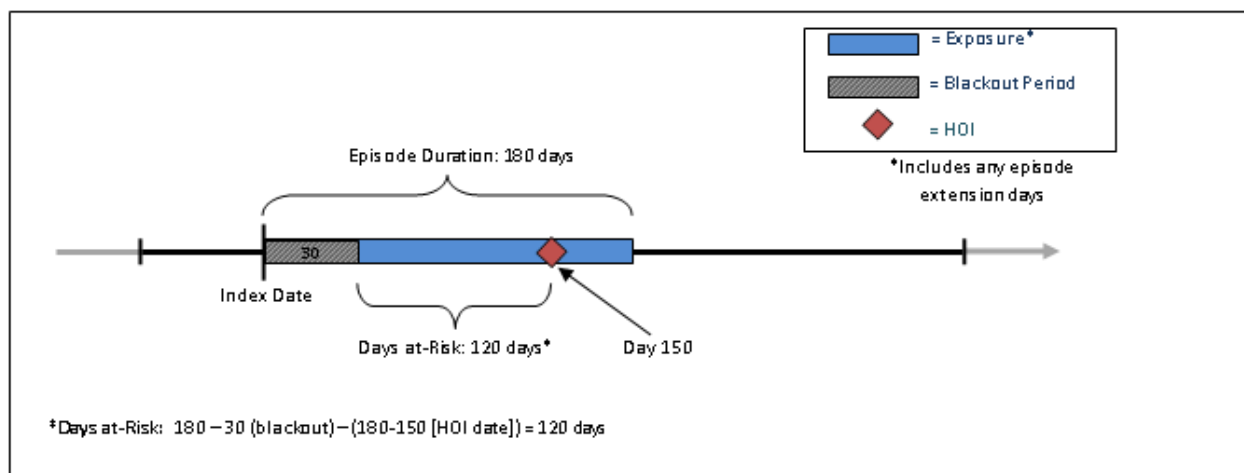 = Exposure*
= Blackout Period
= HOI
*Includes any episode
extension days
Episode Duration: 180 days
30
Index Date
Days at-Risk: 120 days*
Day 150
*Days at-Risk: 180 – 30 (blackout) – (180-150 [HOI date]) = 120 days